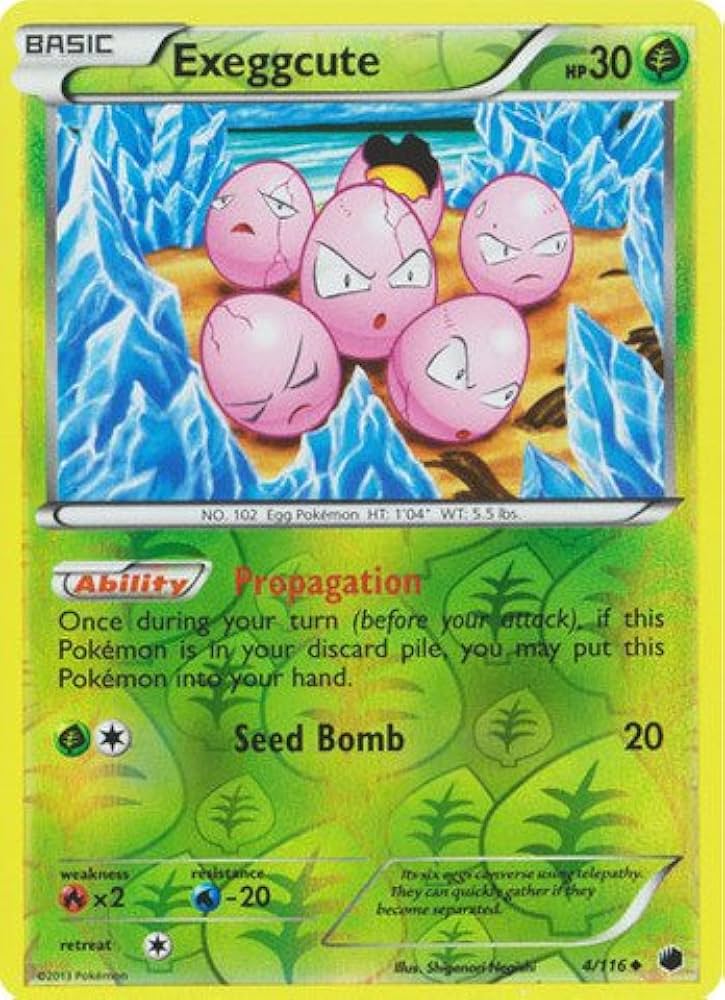 BASIC
Exeggcute
HP30
NO. 102 Egg Pokémon HT: 1'04" WT: 5.5 lbs.
Ability
Propagation
Once during your turn (before your attack), if this
Pokémon is in your discard pile, you may put this
Pokémon into your hand.
Seed Bomb 20
weakness resistance
×2 -20
Its six eggs converse using telepathy.
They can quickly gather if they
become separated.
retreat
©2013 Pokémon
Illus. Shigenori Negishi
4/116